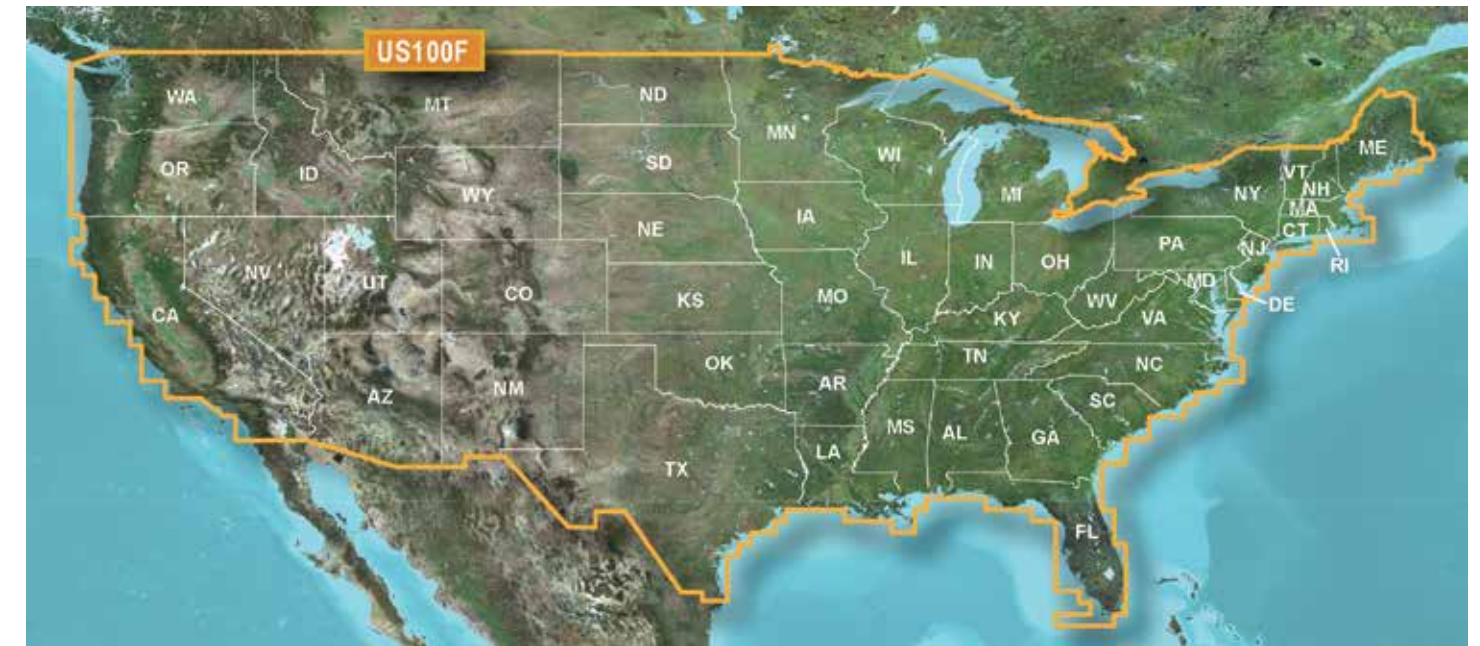 US100F
WA
MT
ND
MN
OR
ID
SD
WI
ME
WY
MI
NY
VT
NH
IA
MA
NE
CT
NV
UT
IL
IN
OH
PA
NJ
RI
CA
CO
KS
MO
WV
MD
DE
KY
VA
AZ
NM
OK
AR
TN
NC
SC
TX
LA
MS
AL
GA
FL